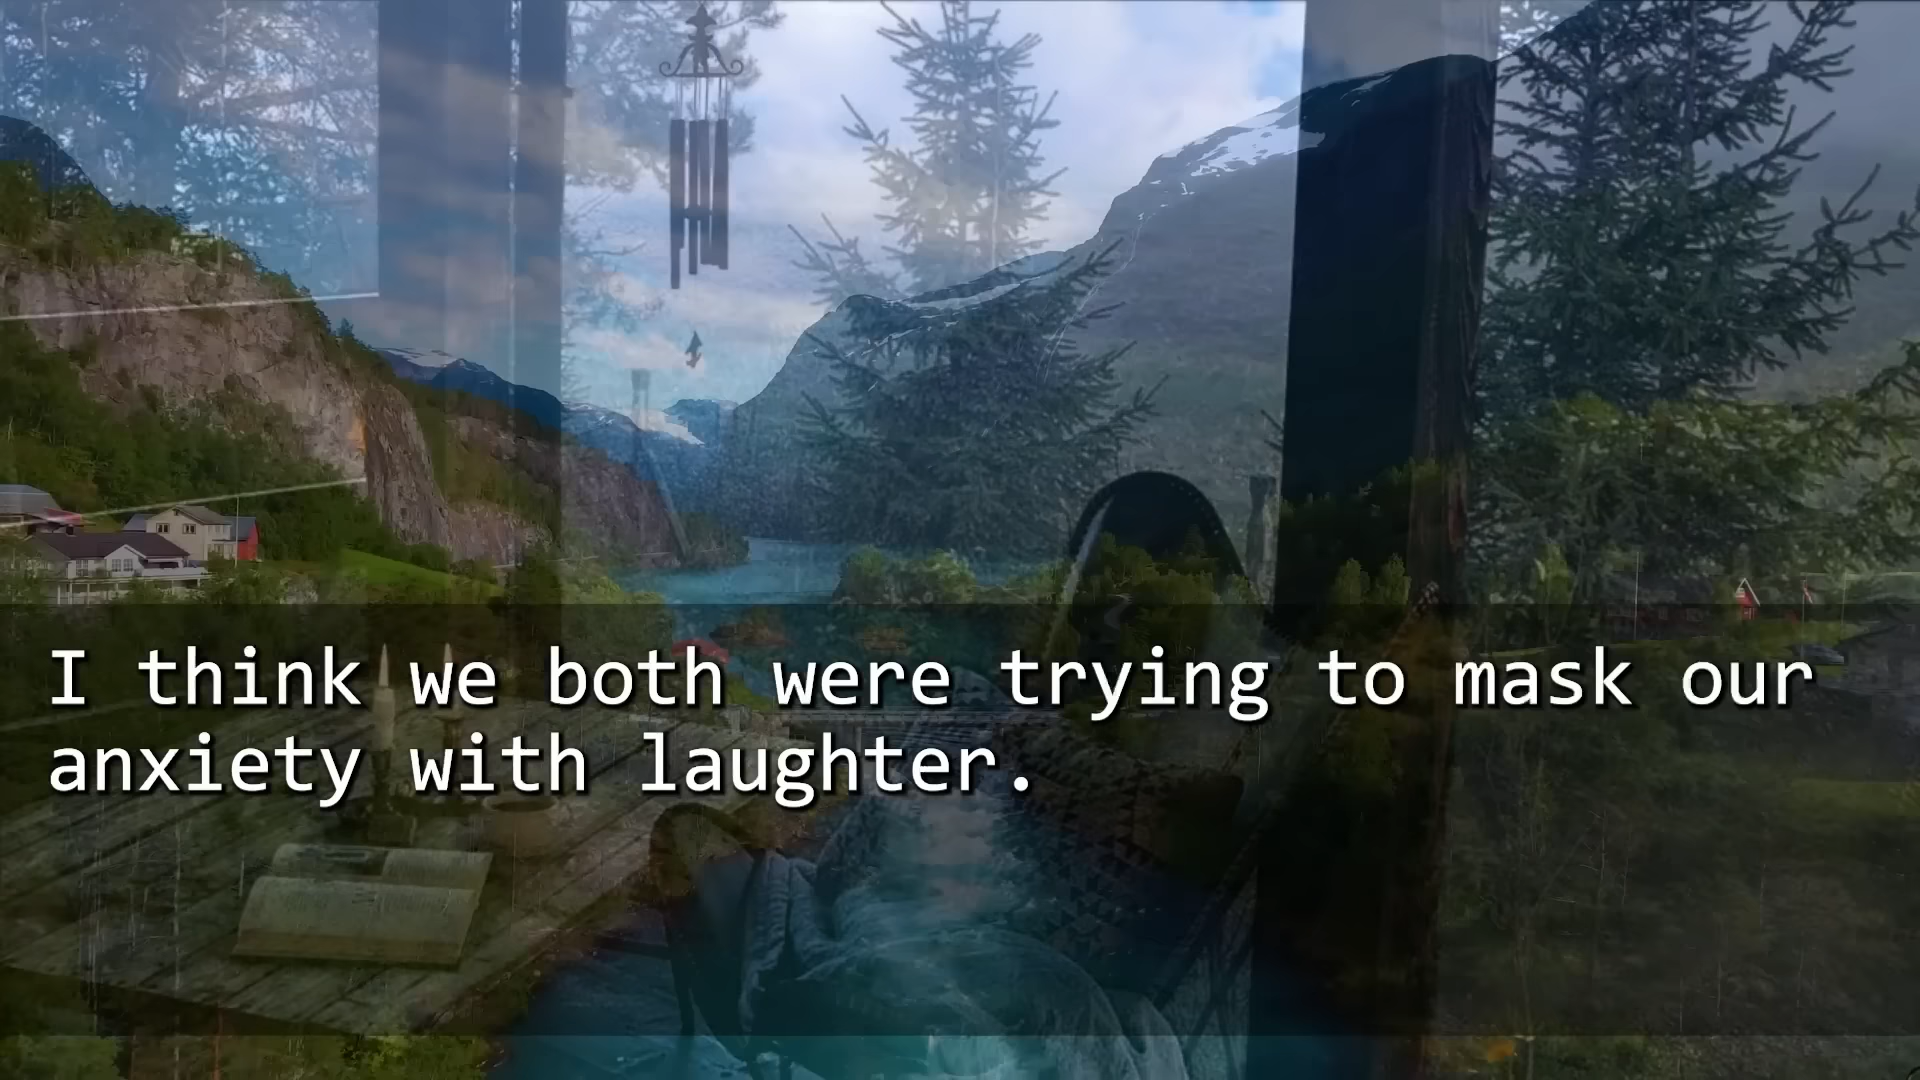 I think we both were trying to mask our
anxiety with laughter.